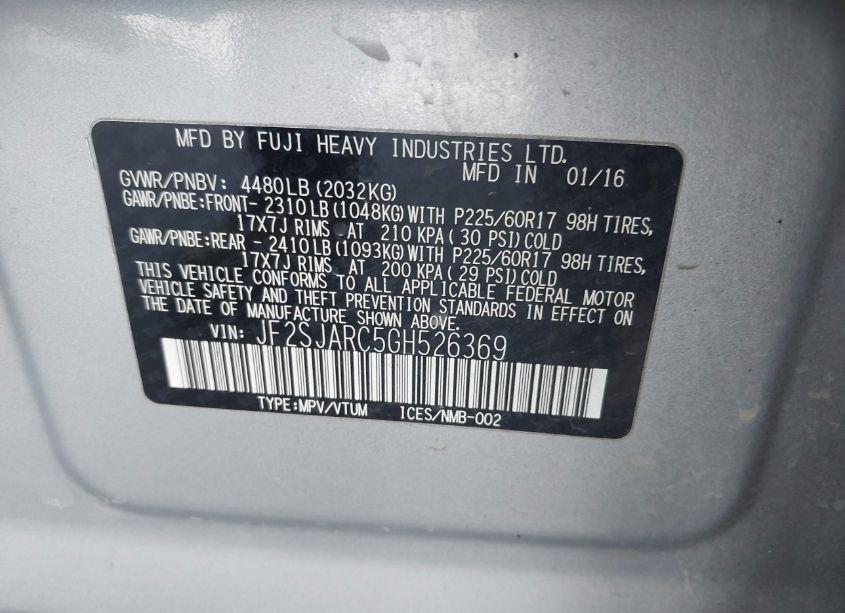 MFD BY FUJI HEAVY INDUSTRIES LTD.
MFD IN 01/16
GVWR/PNBV: 4480LB (2032KG)
GAWR/PNBE:FRONT- 2310LB (1048KG) WITH P225/60R17 98H TIRES,
17X7J RIMS AT 210 KPA ( 30 PSI) COLD
GAWR/PNBE:REAR - 2410LB (1093KG) WITH P225/60R17 98H TIRES,
17X7J RIMS AT 200 KPA ( 29 PSI) COLD
THIS VEHICLE CONFORMS TO ALL APPLICABLE FEDERAL MOTOR
VEHICLE SAFETY AND THEFT PREVENTION STANDARDS IN EFFECT ON
THE DATE OF MANUFACTURE SHOWN ABOVE.
VIN: JF2SJARC5GH526369
TYPE:MPV/VTUM ICES/NMB-002